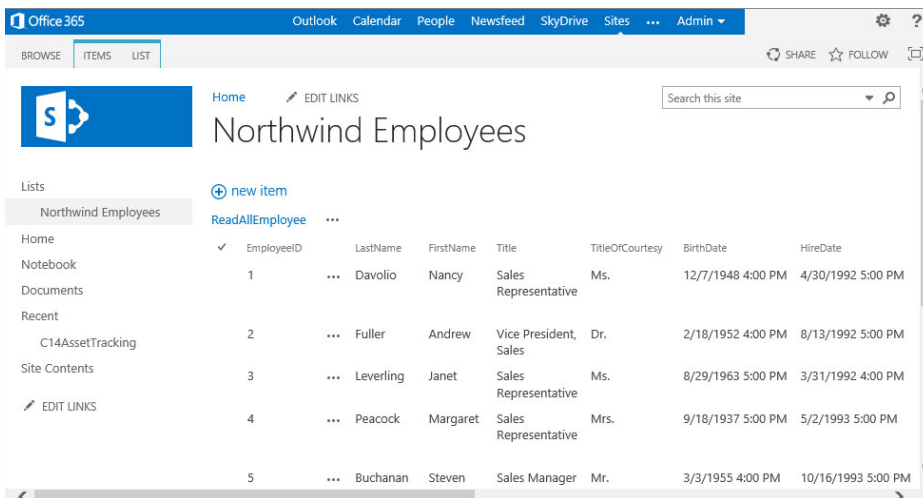 Office 365 Outlook Calendar People Newsfeed SkyDrive Sites ... Admin ?
BROWSE ITEMS LIST SHARE FOLLOW
S
Home EDIT LINKS Search this site
Northwind Employees
Lists
Northwind Employees
Home
Notebook
Documents
Recent
C14AssetTracking
Site Contents
EDIT LINKS
new item
ReadAllEmployee ...
EmployeeID LastName FirstName Title TitleOfCourtesy BirthDate HireDate
1 ... Davolio Nancy Sales Ms. 12/7/1948 4:00 PM 4/30/1992 5:00 PM
Representative
2 ... Fuller Andrew Vice President, Dr. 2/18/1952 4:00 PM 8/13/1992 5:00 PM
Sales
3 ... Leverling Janet Sales Ms. 8/29/1963 5:00 PM 3/31/1992 4:00 PM
Representative
4 ... Peacock Margaret Sales Mrs. 9/18/1937 5:00 PM 5/2/1993 5:00 PM
Representative
5 ... Buchanan Steven Sales Manager Mr. 3/3/1955 4:00 PM 10/16/1993 5:00 PM